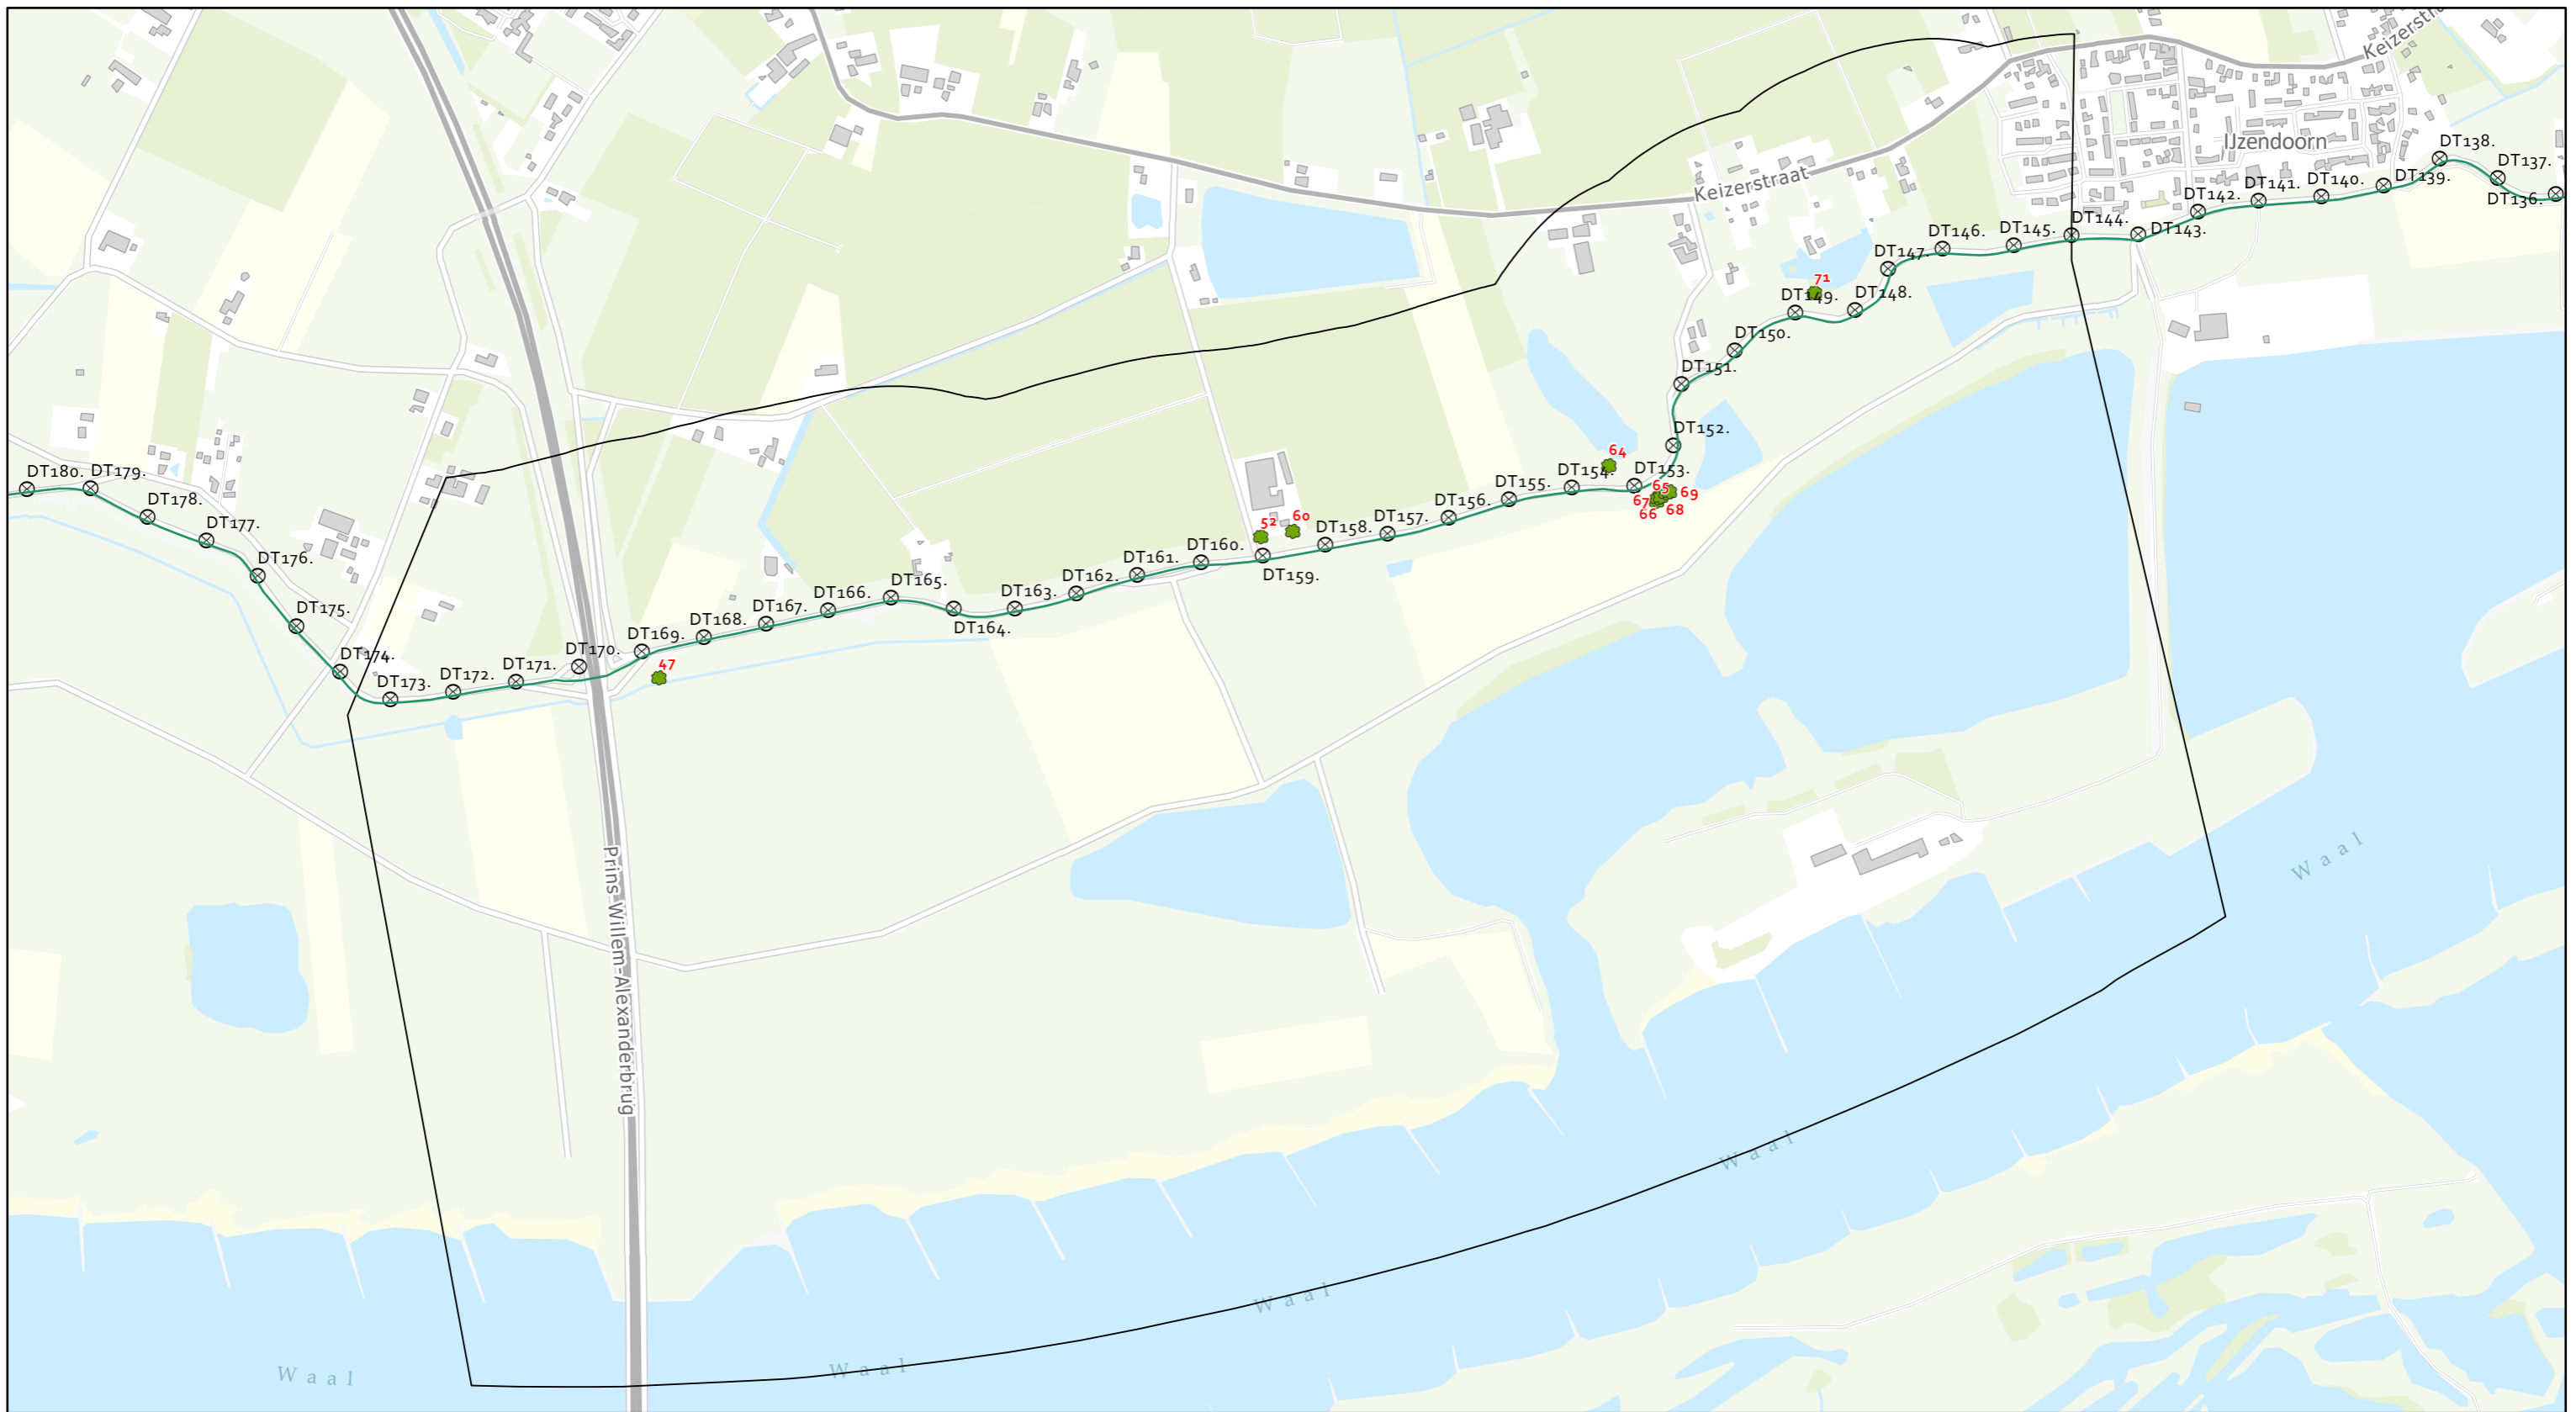 Keizerstra
IJzendoorn
DT138.
DT137.
Keizerstraat
DT139.
DT140.
DT141.
DT142.
DT136.
DT144.
DT143.
DT145.
DT146.
DT147.
71
DT149.
DT148.
DT150.
DT151.
DT152.
64
DT180.
DT179.
DT154.
DT153.
DT155.
65
69
67
66
68
DT156.
DT178.
DT177.
52
60
DT158.
DT157.
DT176.
DT161.
DT160.
DT159.
DT162.
DT163.
DT165.
DT166.
DT167.
DT168.
DT164.
DT175.
DT169.
DT170.
47
DT174.
DT171.
DT172.
DT173.
Prins Willem-Alexanderbrug
Waal
Waal
Waal
Waal
Waal